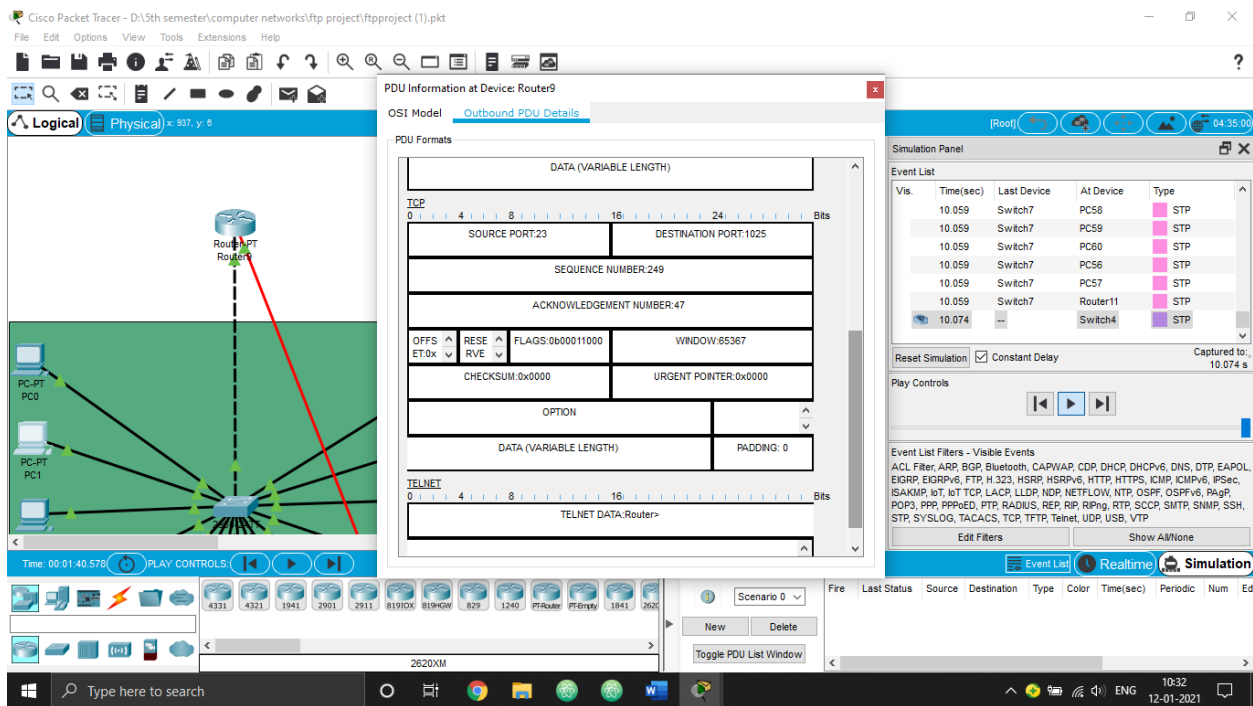 Cisco Packet Tracer - D:\5th semester\computer networks\ftp project\ftpproject (1).pkt
File Edit Options View Tools Extensions Help
?
Logical Physical x: 937, y: 6
[Root] 04:35:00
Router-PT
Router9
PC-PT
PC0
PC-PT
PC1
PDU Information at Device: Router9
x
OSI Model Outbound PDU Details
PDU Formats
DATA (VARIABLE LENGTH)
TCP
0 4 8 16 24 Bits
SOURCE PORT:23 DESTINATION PORT:1025
SEQUENCE NUMBER:249
ACKNOWLEDGEMENT NUMBER:47
OFFS RESE FLAGS:0b00011000 WINDOW:65367
ET:0x RVE
CHECKSUM:0x0000 URGENT POINTER:0x0000
OPTION
DATA (VARIABLE LENGTH) PADDING: 0
TELNET
0 4 8 16 Bits
TELNET DATA:Router>
Simulation Panel
Event List
Vis. Time(sec) Last Device At Device Type
10.059 Switch7 PC58 STP
10.059 Switch7 PC59 STP
10.059 Switch7 PC60 STP
10.059 Switch7 PC56 STP
10.059 Switch7 PC57 STP
10.059 Switch7 Router11 STP
10.074 -- Switch4 STP
Reset Simulation Constant Delay Captured to:
10.074 s
Play Controls
Event List Filters - Visible Events
ACL Filter, ARP, BGP, Bluetooth, CAPWAP, CDP, DHCP, DHCPv6, DNS, DTP, EAPOL,
EIGRP, EIGRPv6, FTP, H.323, HSRP, HSRPv6, HTTP, HTTPS, ICMP, ICMPv6, IPSec,
ISAKMP, IoT, IoT TCP, LACP, LLDP, NDP, NETFLOW, NTP, OSPF, OSPFv6, PAgP,
POP3, PPP, PPPoED, PTP, RADIUS, REP, RIP, RIPng, RTP, SCCP, SMTP, SNMP, SSH,
STP, SYSLOG, TACACS, TCP, TFTP, Telnet, UDP, USB, VTP
Edit Filters Show All/None
Time: 00:01:40.578 PLAY CONTROLS:
Event List Realtime Simulation
4331 4321 1941 2901 2911 819IOX 819HGW 829 1240 PT-Router PT-Empty 1841
2620XM
Scenario 0
New Delete
Toggle PDU List Window
Fire Last Status Source Destination Type Color Time(sec) Periodic Num Ed
Type here to search
ENG
10:32
12-01-2021